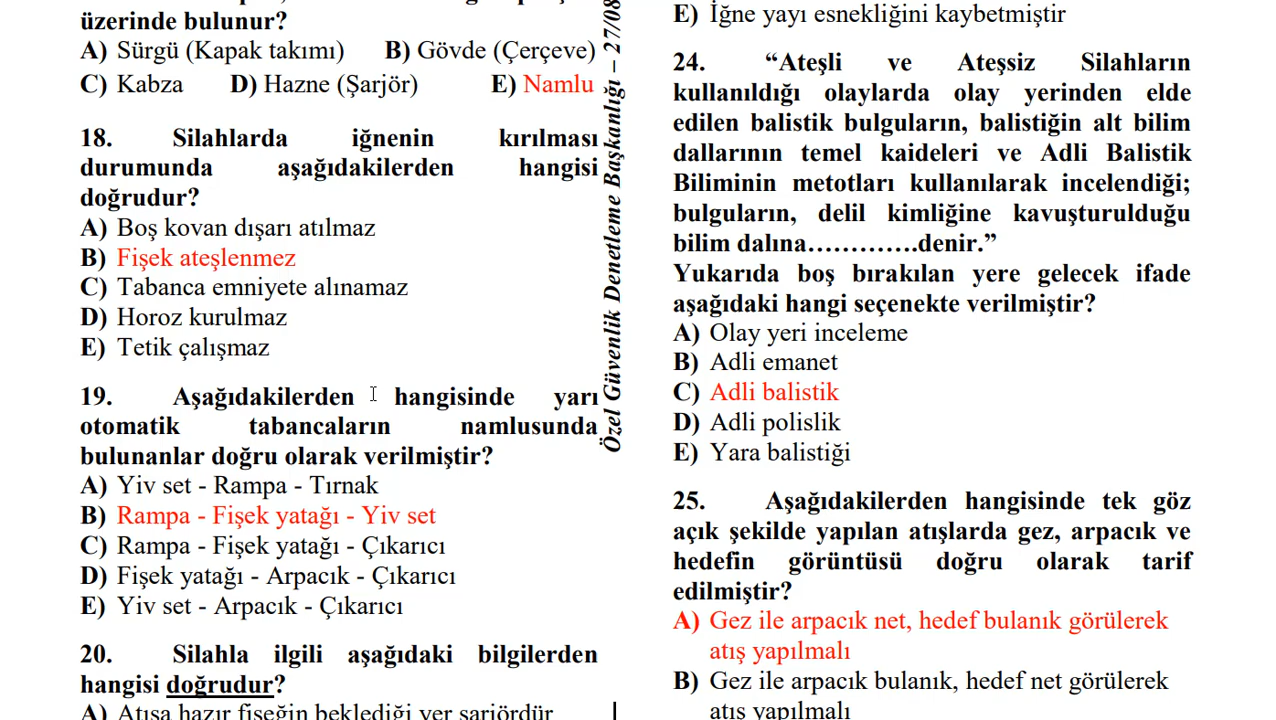 üzerinde bulunur?
A) Sürgü (Kapak takımı) B) Gövde (Çerçeve)
C) Kabza D) Hazne (Şarjör) E) Namlu
18. Silahlarda iğnenin kırılması
durumunda aşağıdakilerden hangisi
doğrudur?
A) Boş kovan dışarı atılmaz
B) Fişek ateşlenmez
C) Tabanca emniyete alınamaz
D) Horoz kurulmaz
E) Tetik çalışmaz
19. Aşağıdakilerden hangisinde yarı
otomatik tabancaların namlusunda
bulunanlar doğru olarak verilmiştir?
A) Yiv set - Rampa - Tırnak
B) Rampa - Fişek yatağı - Yiv set
C) Rampa - Fişek yatağı - Çıkarıcı
D) Fişek yatağı - Arpacık - Çıkarıcı
E) Yiv set - Arpacık - Çıkarıcı
20. Silahla ilgili aşağıdaki bilgilerden
hangisi doğrudur?
A) Atışa hazır fişeğin beklediği yer şarjördür
Özel Güvenlik Denetleme Başkanlığı – 27/08
E) İğne yayı esnekliğini kaybetmiştir
24. “Ateşli ve Ateşsiz Silahların
kullanıldığı olaylarda olay yerinden elde
edilen balistik bulguların, balistiğin alt bilim
dallarının temel kaideleri ve Adli Balistik
Biliminin metotları kullanılarak incelendiği;
bulguların, delil kimliğine kavuşturulduğu
bilim dalına………….denir.”
Yukarıda boş bırakılan yere gelecek ifade
aşağıdaki hangi seçenekte verilmiştir?
A) Olay yeri inceleme
B) Adli emanet
C) Adli balistik
D) Adli polislik
E) Yara balistiği
25. Aşağıdakilerden hangisinde tek göz
açık şekilde yapılan atışlarda gez, arpacık ve
hedefin görüntüsü doğru olarak tarif
edilmiştir?
A) Gez ile arpacık net, hedef bulanık görülerek
atış yapılmalı
B) Gez ile arpacık bulanık, hedef net görülerek
atış yapılmalı